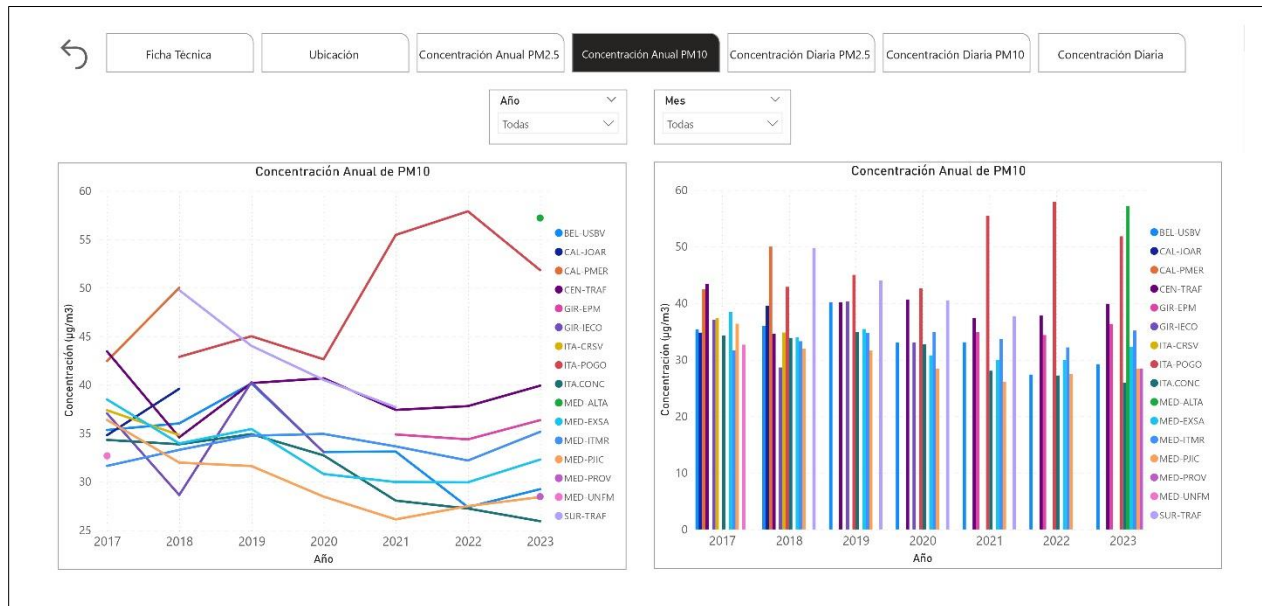 Ficha Técnica
Ubicación
Concentración Anual PM2.5
Concentración Anual PM10
Concentración Diaria PM2.5
Concentración Diaria PM10
Concentración Diaria
Año
Todas
Mes
Todas
Concentración Anual de PM10
Concentración (µg/m3)
60
55
50
45
40
35
30
25
2017 2018 2019 2020 2021 2022 2023
Año
BEL-USBV
CAL-JOAR
CAL-PMER
CEN-TRAF
GIR-EPM
GIR-IECO
ITA-CRSV
ITA-POGO
ITA.CONC
MED-ALTA
MED-EXSA
MED-ITMR
MED-PJIC
MED-PROV
MED-UNFM
SUR-TRAF
Concentración Anual de PM10
Concentración (µg/m3)
60
50
40
30
20
10
0
2017 2018 2019 2020 2021 2022 2023
Año
BEL-USBV
CAL-JOAR
CAL-PMER
CEN-TRAF
GIR-EPM
GIR-IECO
ITA-CRSV
ITA-POGO
ITA.CONC
MED-ALTA
MED-EXSA
MED-ITMR
MED-PJIC
MED-PROV
MED-UNFM
SUR-TRAF